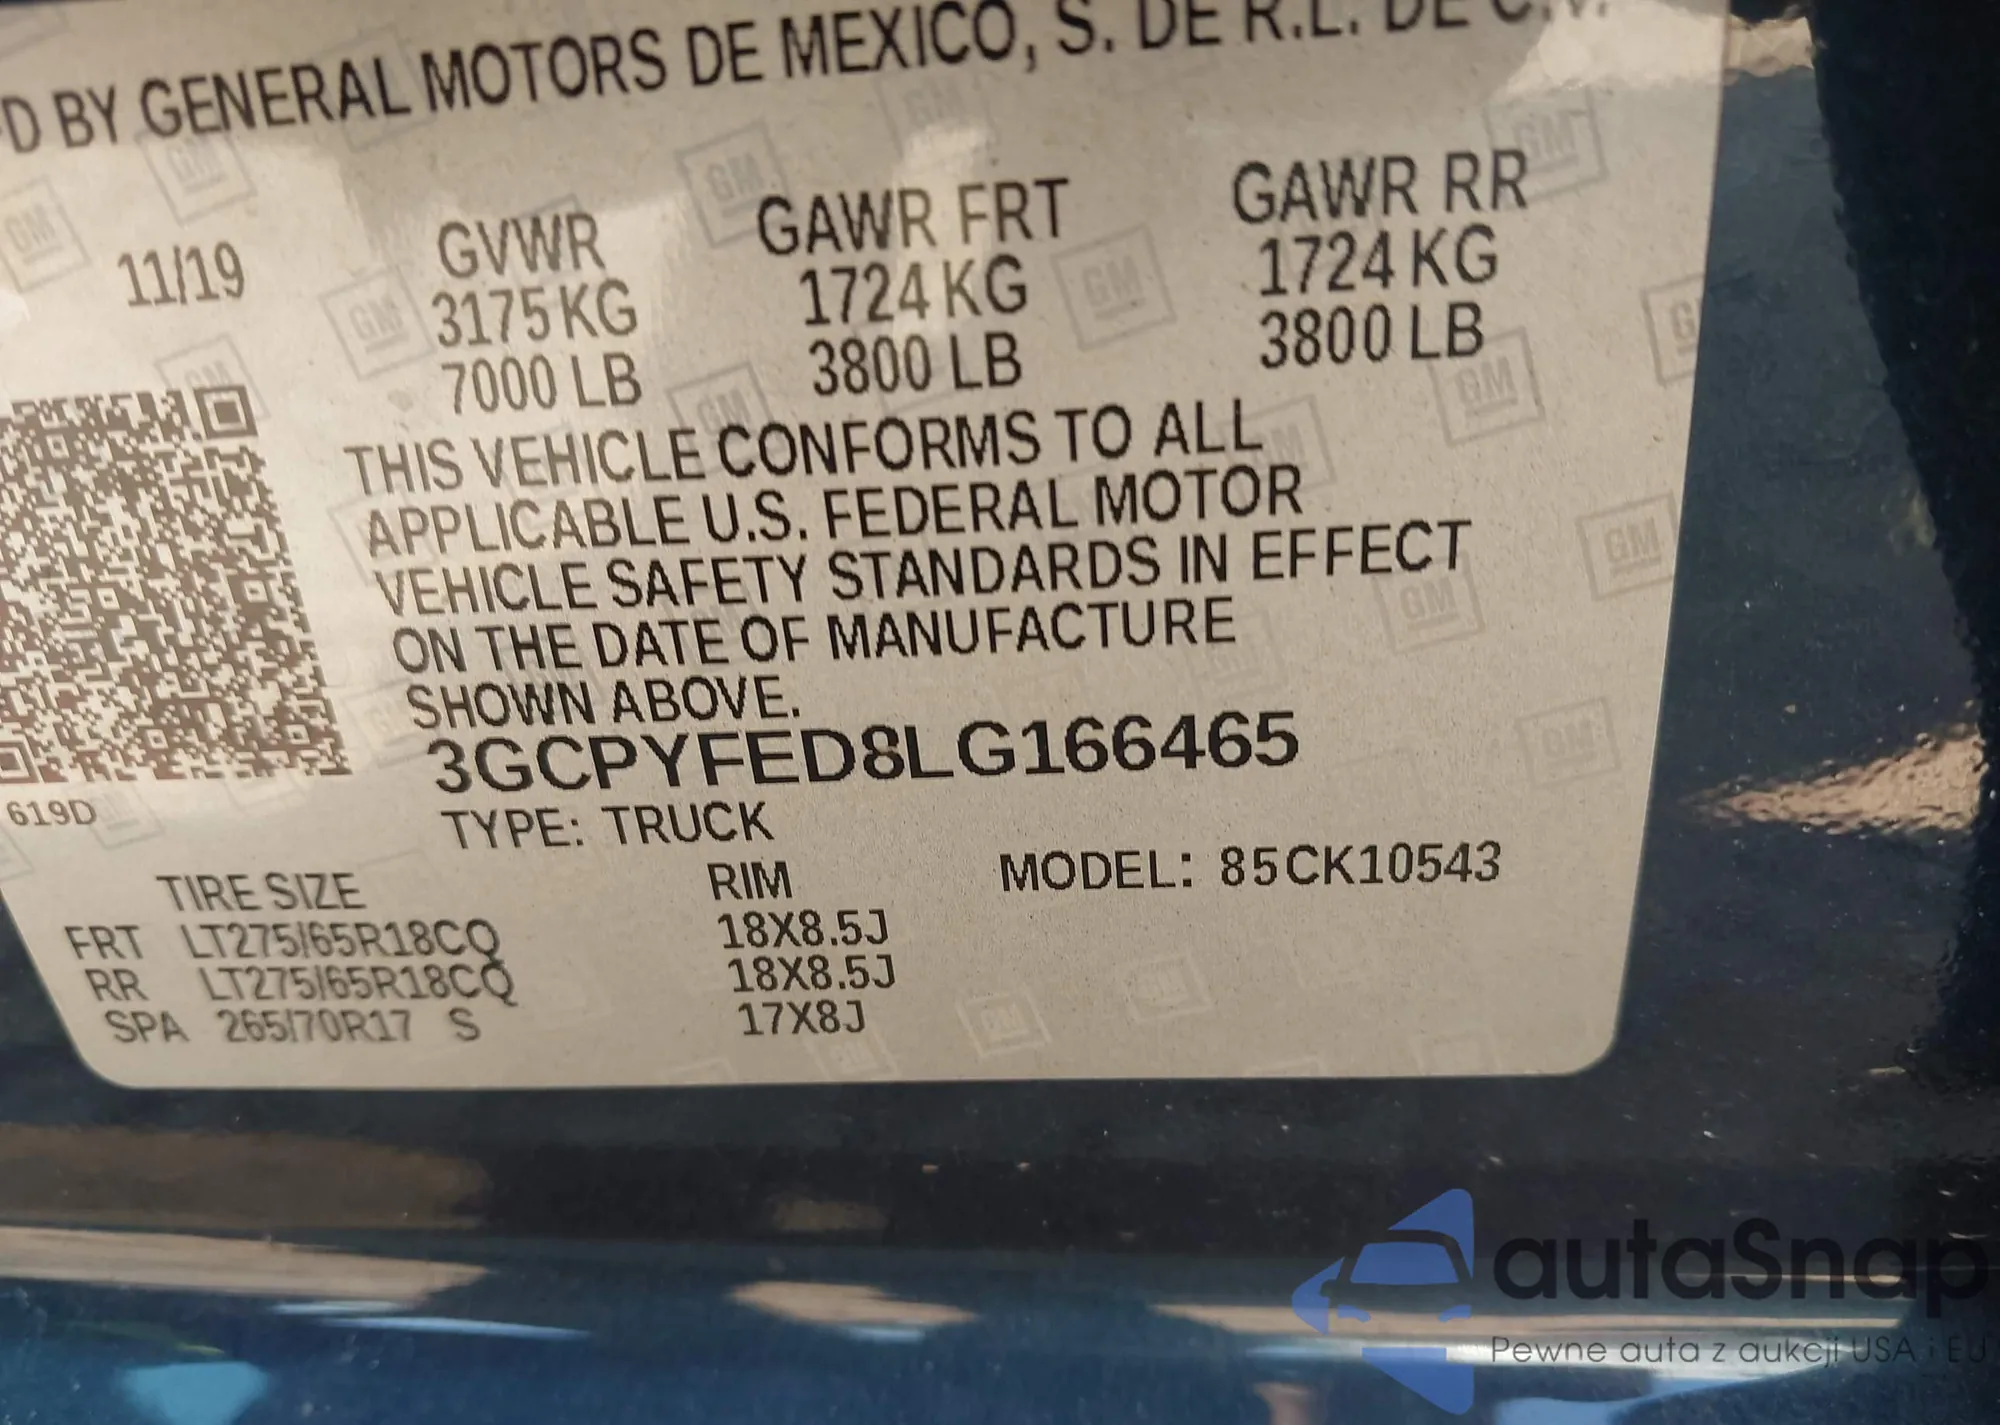 D BY GENERAL MOTORS DE MEXICO, S. DE R.L. DE C.V.
11/19 GVWR GAWR FRT GAWR RR
3175 KG 1724 KG 1724 KG
7000 LB 3800 LB 3800 LB
THIS VEHICLE CONFORMS TO ALL
APPLICABLE U.S. FEDERAL MOTOR
VEHICLE SAFETY STANDARDS IN EFFECT
ON THE DATE OF MANUFACTURE
SHOWN ABOVE.
3GCPYFED8LG166465
619D
TYPE: TRUCK
MODEL: 85CK10543
TIRE SIZE RIM
FRT LT275/65R18CQ 18X8.5J
RR LT275/65R18CQ 18X8.5J
SPA 265/70R17 S 17X8J
autaSnap
Pewne auta z aukcji USA i EU